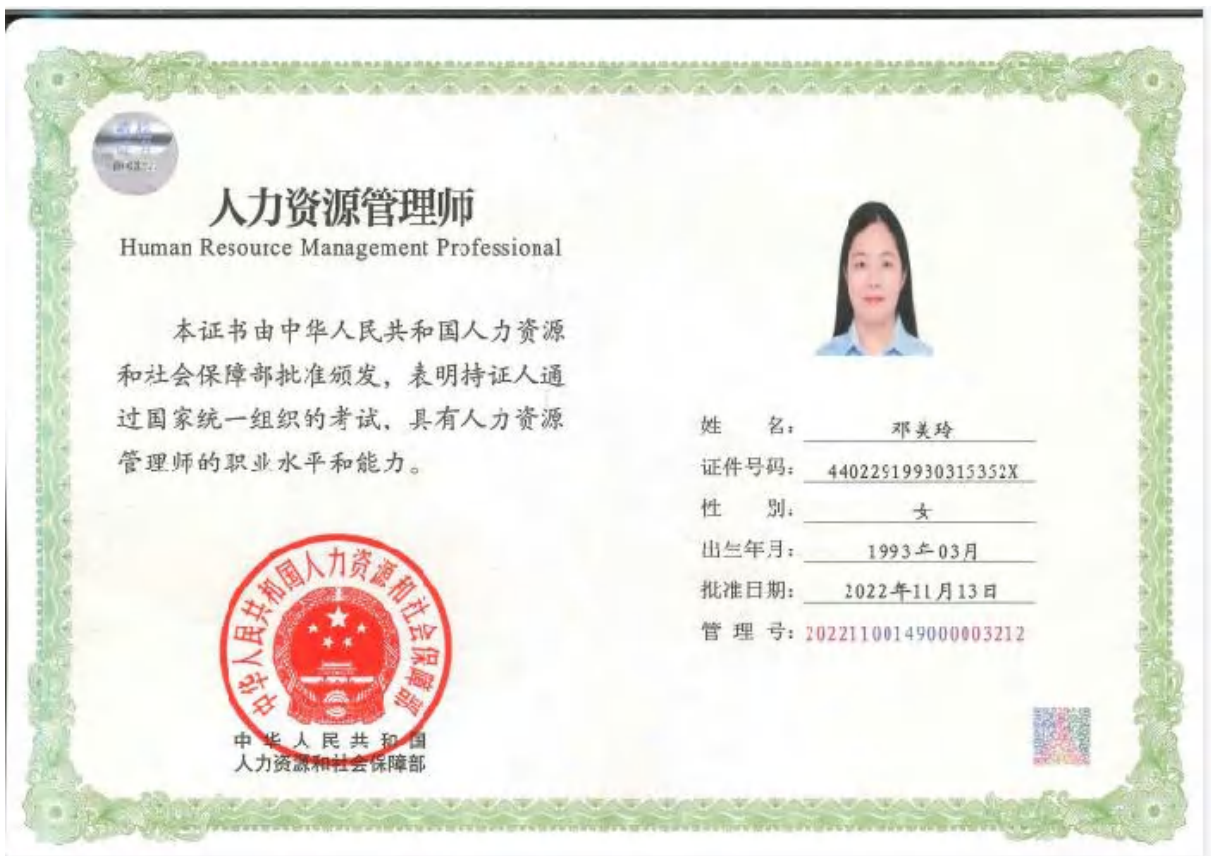 人力资源管理师
Human Resource Management Professional
本证书由中华人民共和国人力资源
和社会保障部批准颁发，表明持证人通
过国家统一组织的考试，具有人力资源
管理师的职业水平和能力。
中华人民共和国人力资源和社会保障部
中华人民共和国
人力资源和社会保障部
姓名：邓美玲
证件号码：44022919930315352X
性别：女
出生年月：1993年03月
批准日期：2022年11月13日
管理号：20221100149000003212